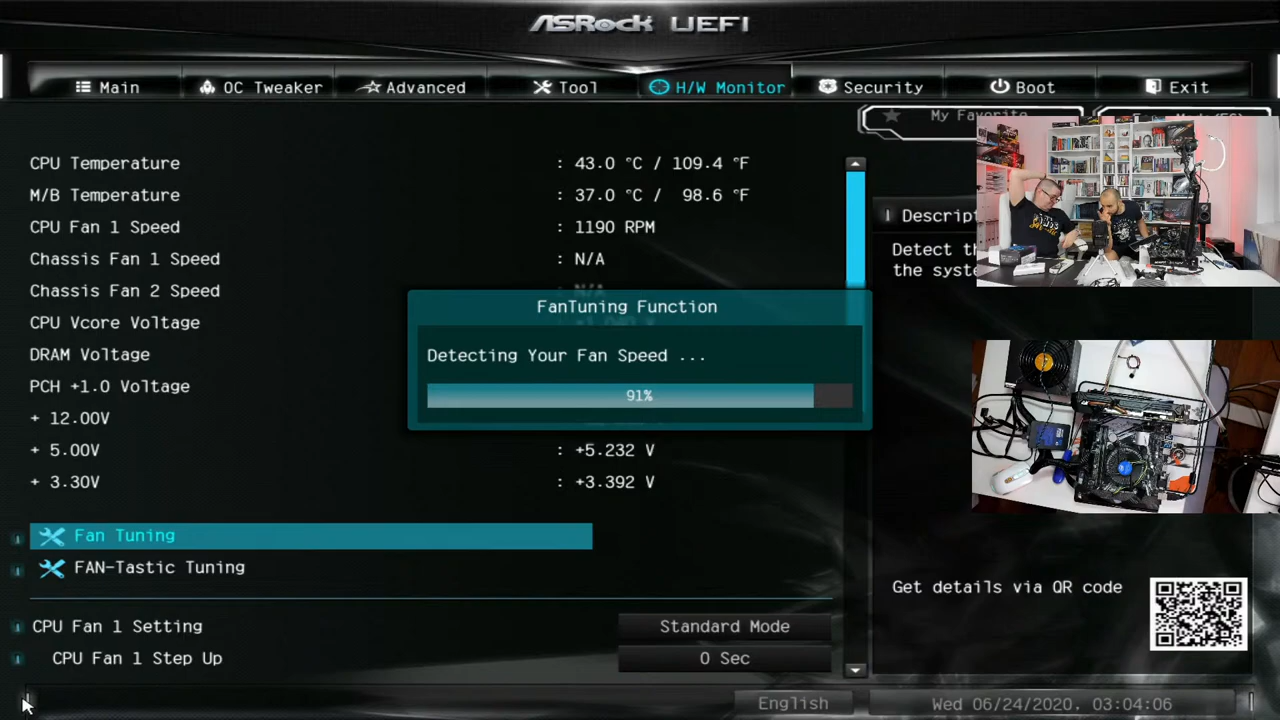 ASRock UEFI
Main OC Tweaker Advanced Tool H/W Monitor Security Boot Exit
My Favorite
CPU Temperature : 43.0 °C / 109.4 °F
M/B Temperature : 37.0 °C / 98.6 °F
CPU Fan 1 Speed : 1190 RPM
Chassis Fan 1 Speed : N/A
Chassis Fan 2 Speed : N/A
CPU Vcore Voltage
DRAM Voltage
PCH +1.0 Voltage
+ 12.00V
+ 5.00V : +5.232 V
+ 3.30V : +3.392 V
FanTuning Function
Detecting Your Fan Speed ...
91%
Fan Tuning
FAN-Tastic Tuning
CPU Fan 1 Setting Standard Mode
CPU Fan 1 Step Up 0 Sec
Descript
Detect th
the syste
Get details via QR code
English
Wed 06/24/2020. 03:04:06